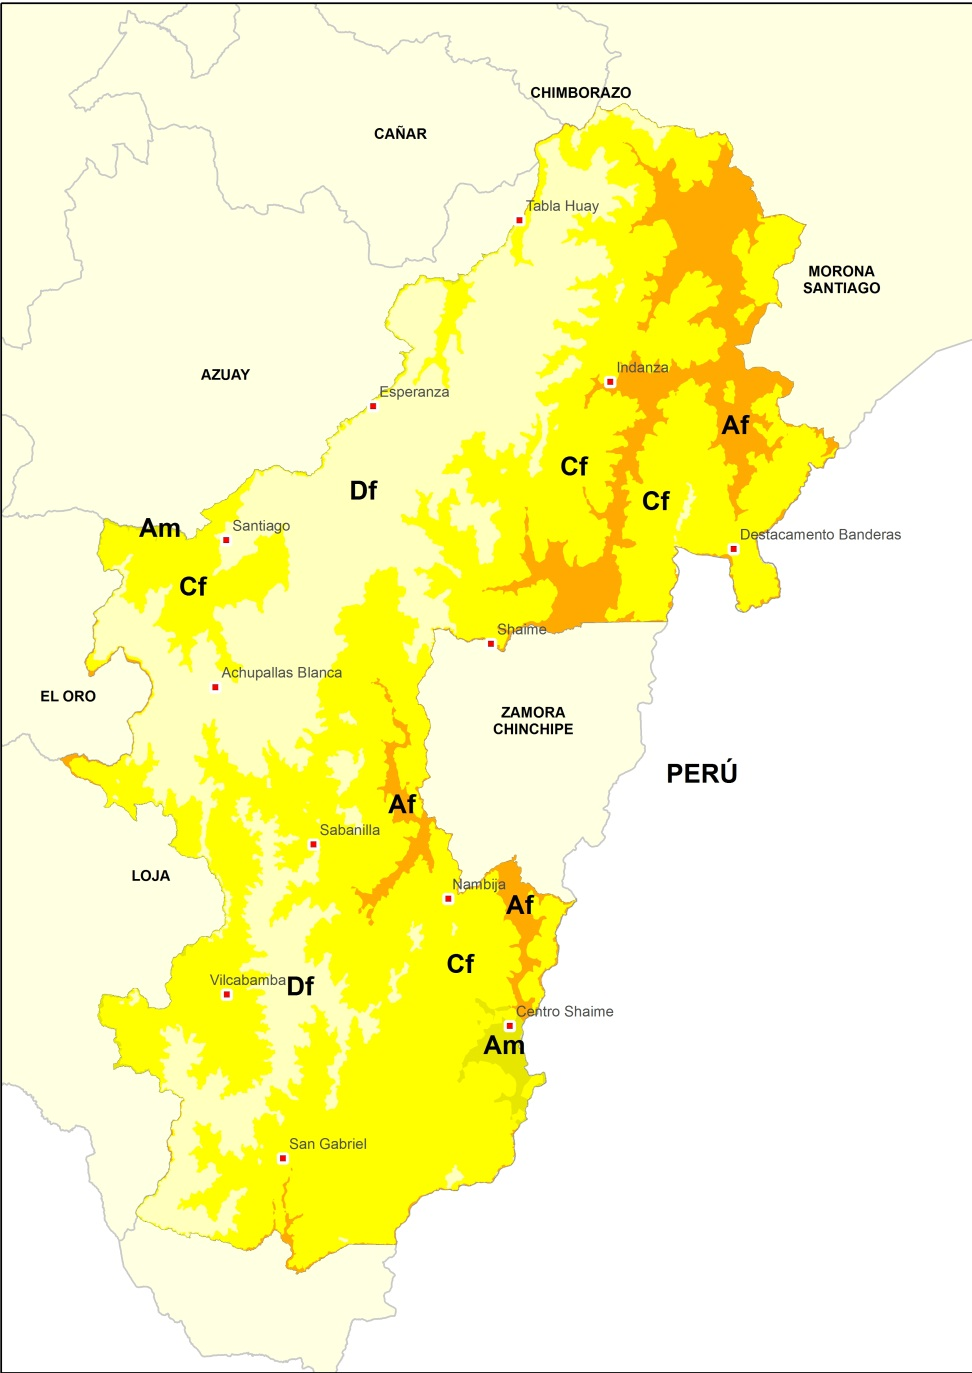 CHIMBORAZO
CAÑAR
Tabla Huay
MORONA
SANTIAGO
Indanza
AZUAY
Esperanza
Af
Cf
Df
Cf
Am
Santiago
Destacamento Banderas
Cf
Shaime
Achupallas Blanca
EL ORO
ZAMORA
CHINCHIPE
PERÚ
Af
Sabanilla
LOJA
Nambija
Af
Cf
Vilcabamba
Df
Centro Shaime
Am
San Gabriel